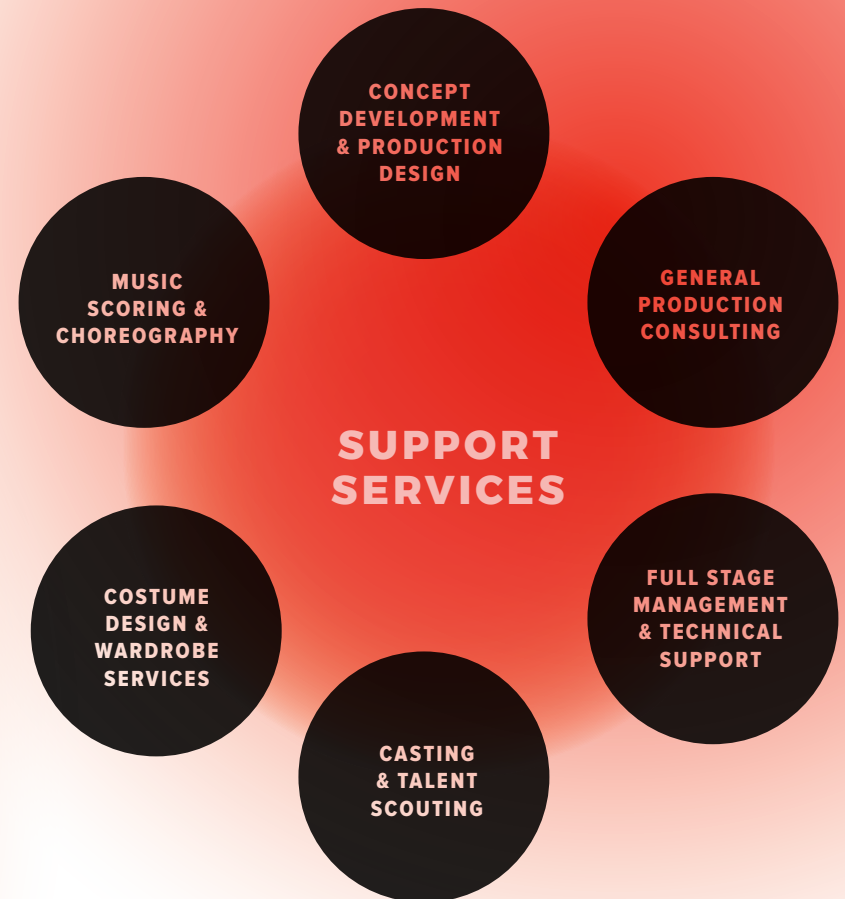 CONCEPT
DEVELOPMENT
& PRODUCTION
DESIGN
MUSIC
SCORING &
CHOREOGRAPHY
GENERAL
PRODUCTION
CONSULTING
SUPPORT
SERVICES
COSTUME
DESIGN &
WARDROBE
SERVICES
FULL STAGE
MANAGEMENT
& TECHNICAL
SUPPORT
CASTING
& TALENT
SCOUTING